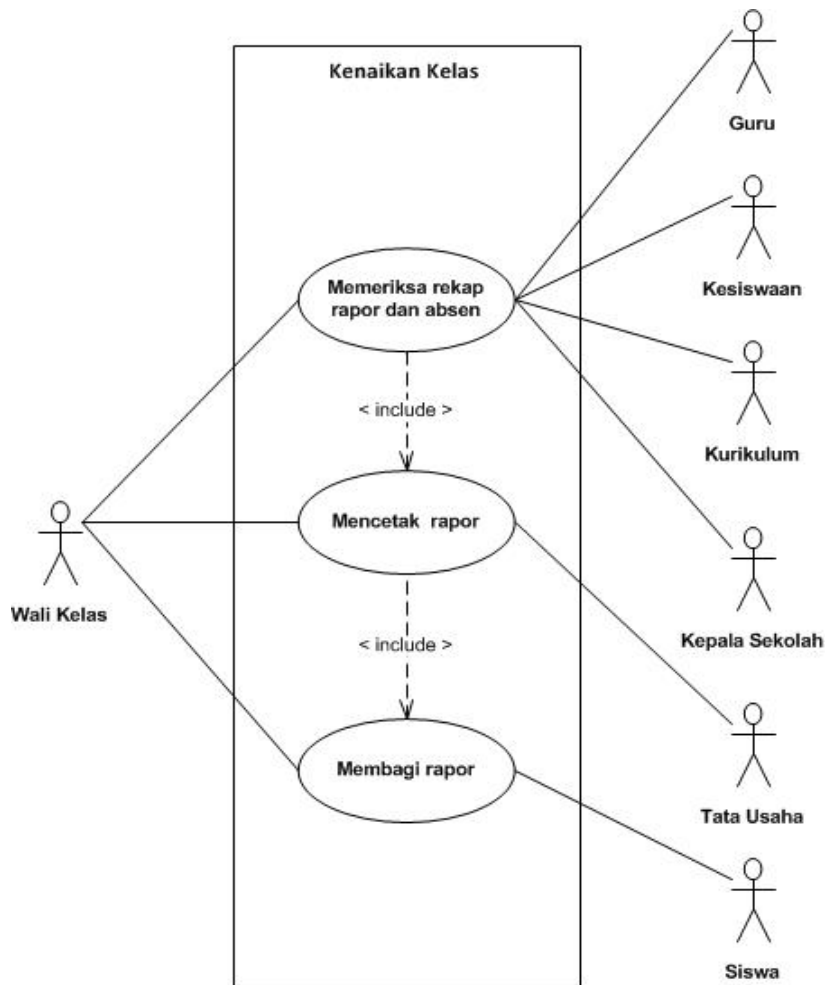 Kenaikan Kelas
Guru
Kesiswaan
Memeriksa rekap
rapor dan absen
Kurikulum
< include >
Mencetak rapor
Wali Kelas
Kepala Sekolah
< include >
Membagi rapor
Tata Usaha
Siswa